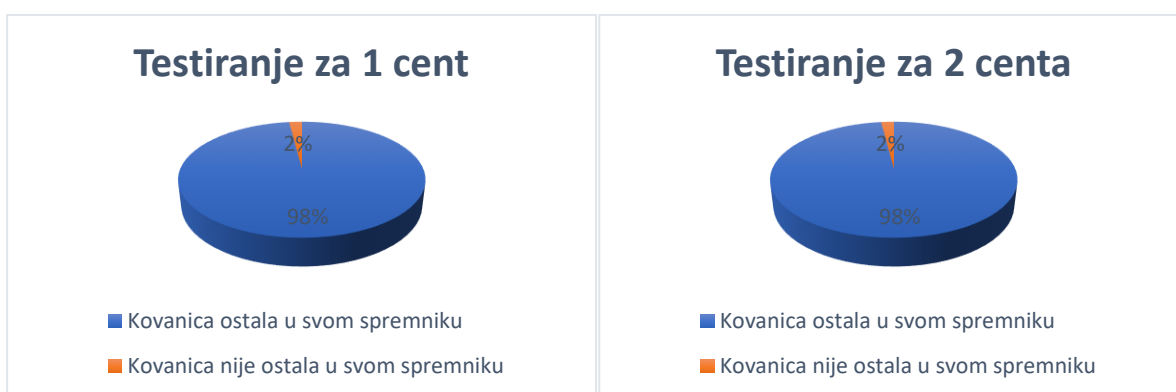 Testiranje za 1 cent
2%
98%
Kovanica ostala u svom spremniku
Kovanica nije ostala u svom spremniku
Testiranje za 2 centa
2%
98%
Kovanica ostala u svom spremniku
Kovanica nije ostala u svom spremniku